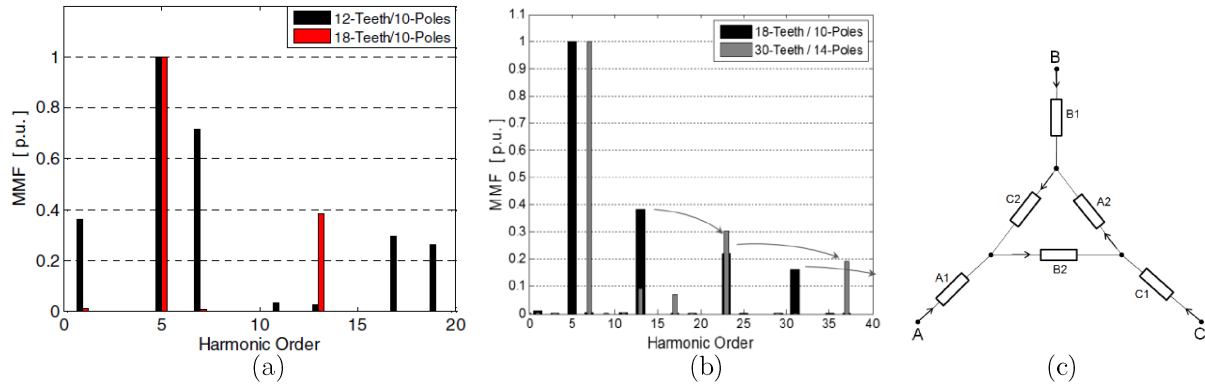 12-Teeth/10-Poles
18-Teeth/10-Poles
MMF [ p.u. ]
1
0.8
0.6
0.4
0.2
0
0 5 10 15 20
Harmonic Order
(a)
18-Teeth / 10-Poles
30-Teeth / 14-Poles
MMF [ p.u. ]
1.1
1
0.9
0.8
0.7
0.6
0.5
0.4
0.3
0.2
0.1
0
0 5 10 15 20 25 30 35 40
Harmonic Order
(b)
B
B1
C2
A2
B2
A1
C1
A
C
(c)